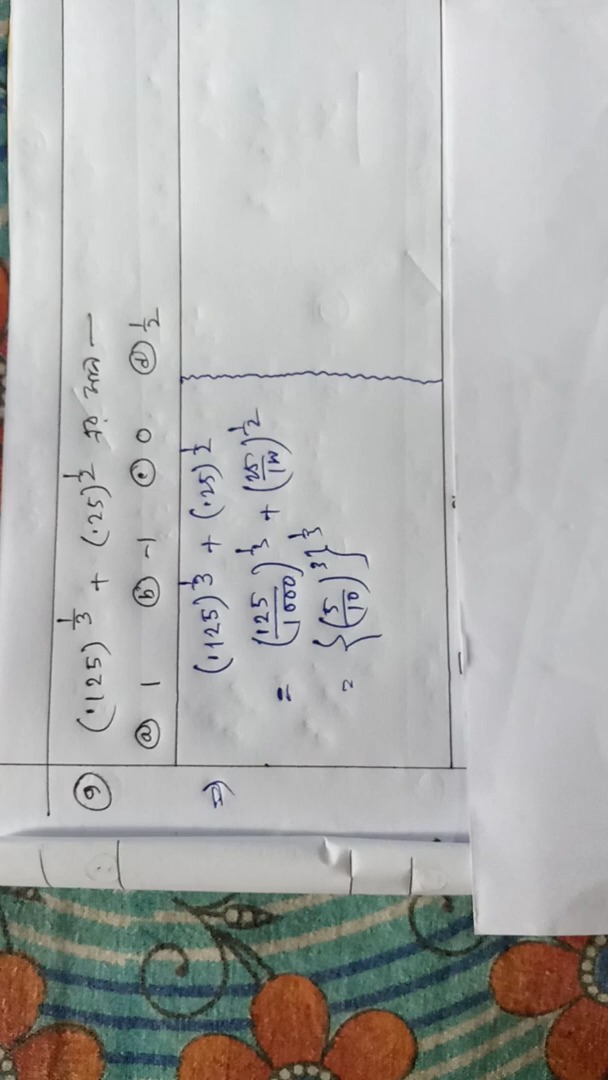 9 (.125)^{1/3} + (.25)^{1/2} এর মান —
ⓐ 1 ⓑ -1 ⓒ 0 ⓓ 1/2
⇒) (.125)^{1/3} + (.25)^{1/2}
= (125/1000)^{1/3} + (25/100)^{1/2}
= {(5/10)^3}^{1/3}